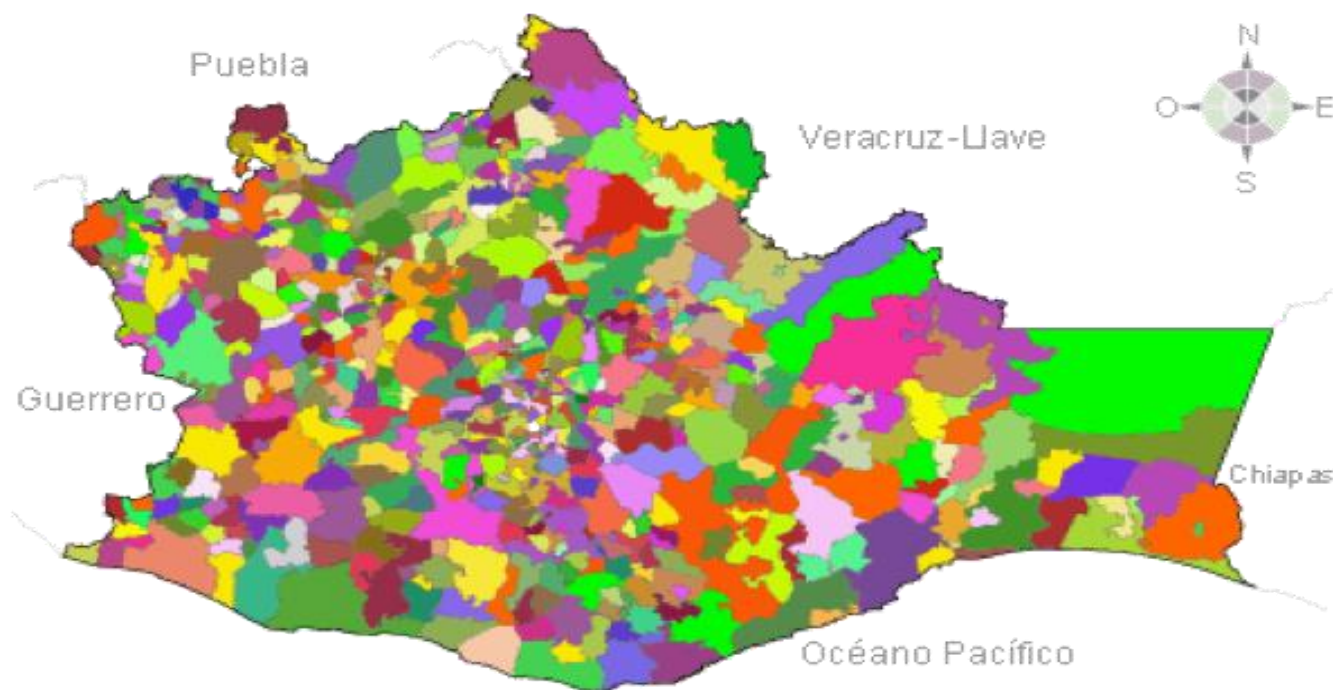 Puebla
N
O
E
S
Veracruz-Llave
Guerrero
Chiapas
Océano Pacífico